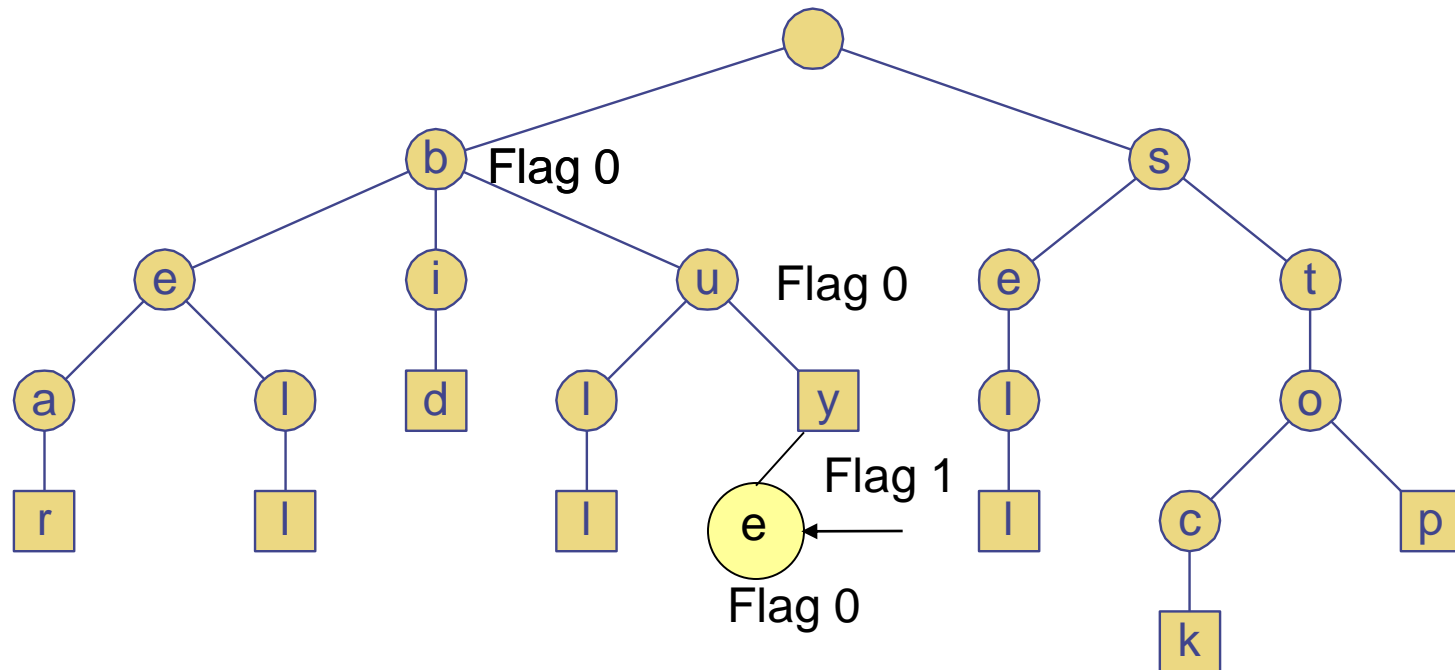 b Flag 0 s
e i u Flag 0 e t
a l d l y l o
r l l e Flag 1 l c p
Flag 0 k